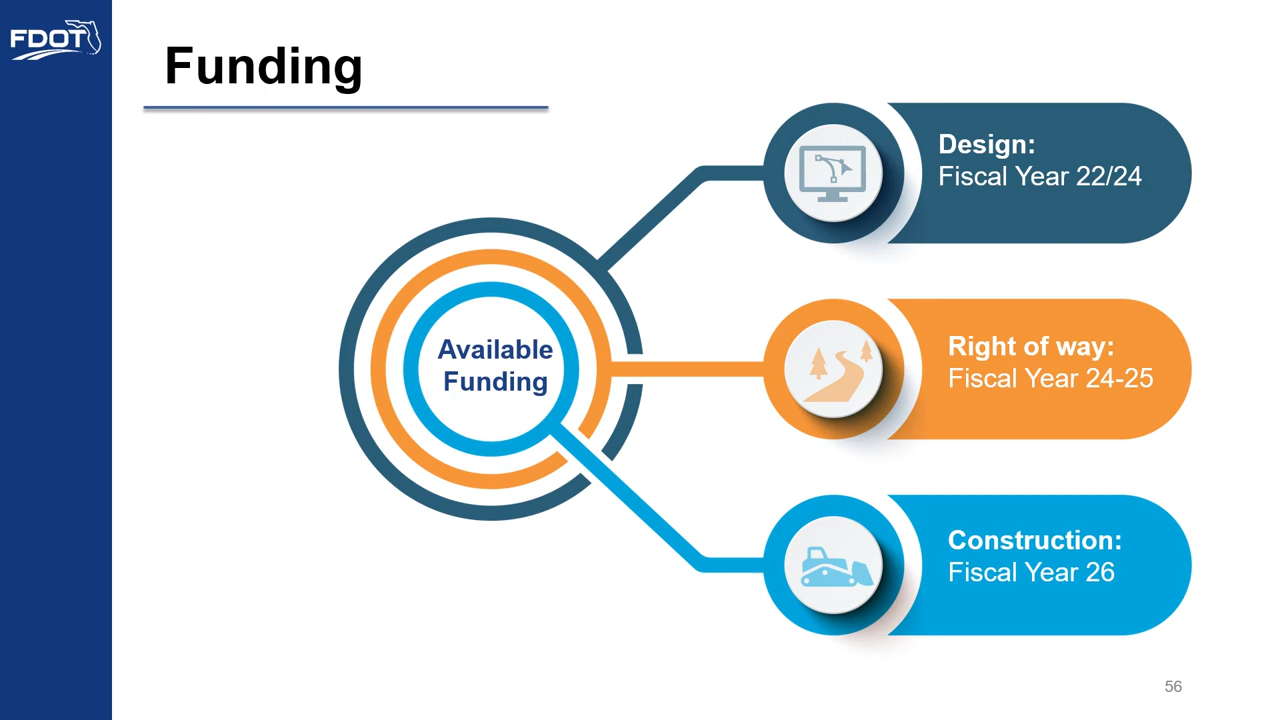 FDOT
Funding
Design:
Fiscal Year 22/24
Available
Funding
Right of way:
Fiscal Year 24-25
Construction:
Fiscal Year 26
56